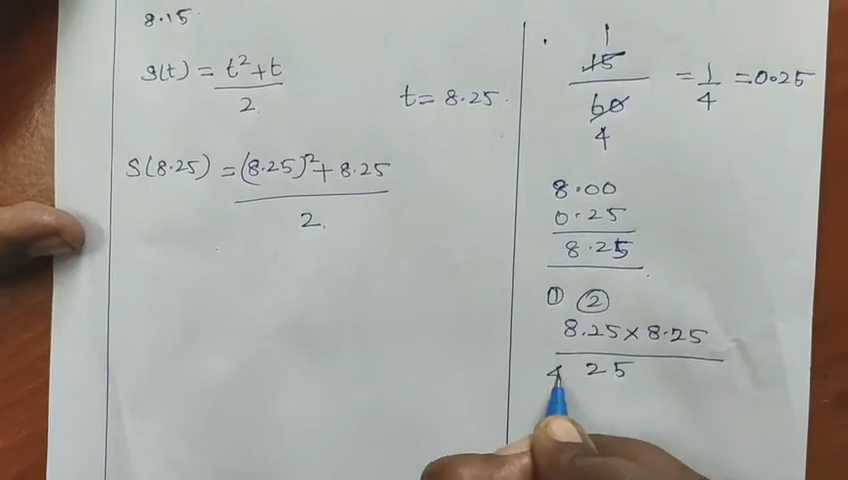 8.15
S(t) = t² + t
2
t = 8.25.
S(8.25) = (8.25)² + 8.25
2
1
15
60
4
= 1 = 0.25
4
8.00
0.25
8.25
① ②
8.25 × 8.25
4 25